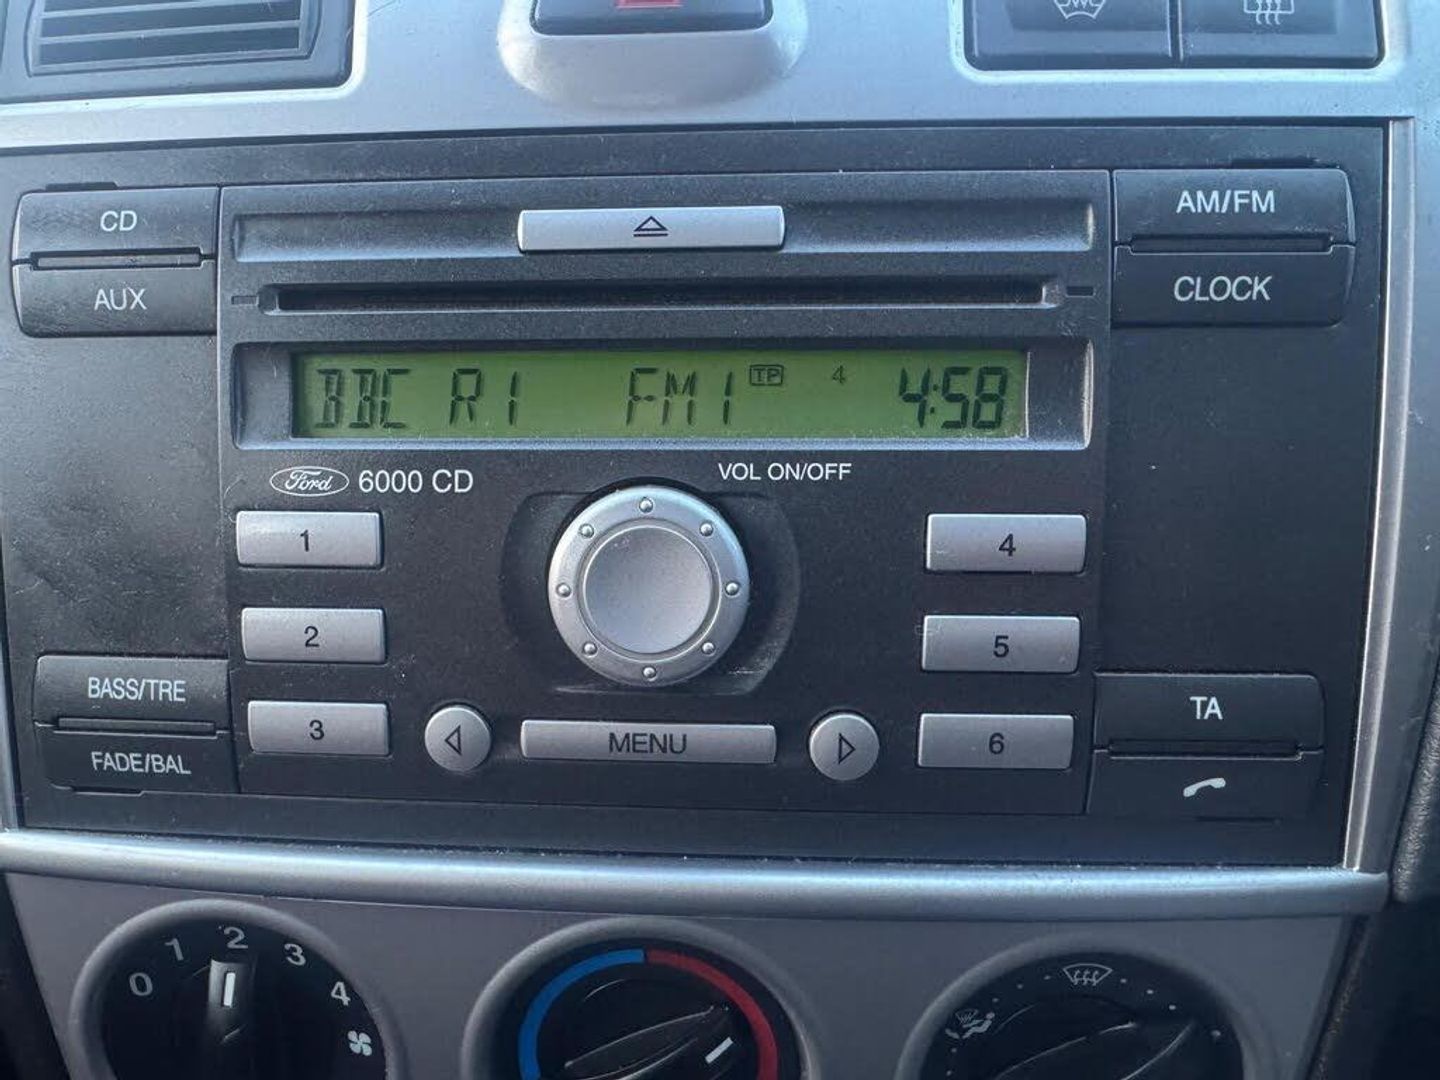 CD
AUX
AM/FM
CLOCK
BBC R1 FM1 TP 4 4:58
Ford 6000 CD
VOL ON/OFF
1
2
3
4
5
6
BASS/TRE
FADE/BAL
MENU
TA
0 1 2 3 4